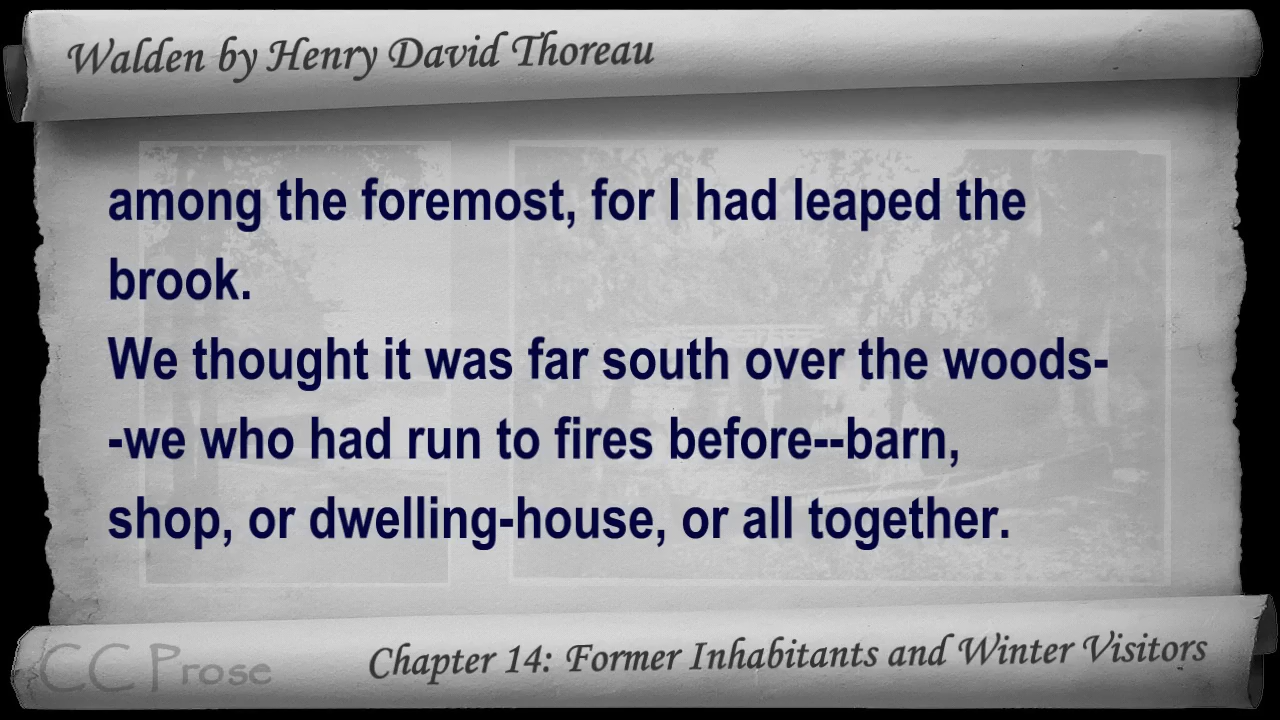 Walden by Henry David Thoreau
among the foremost, for I had leaped the
brook.
We thought it was far south over the woods-
-we who had run to fires before--barn,
shop, or dwelling-house, or all together.
CC Prose
Chapter 14: Former Inhabitants and Winter Visitors